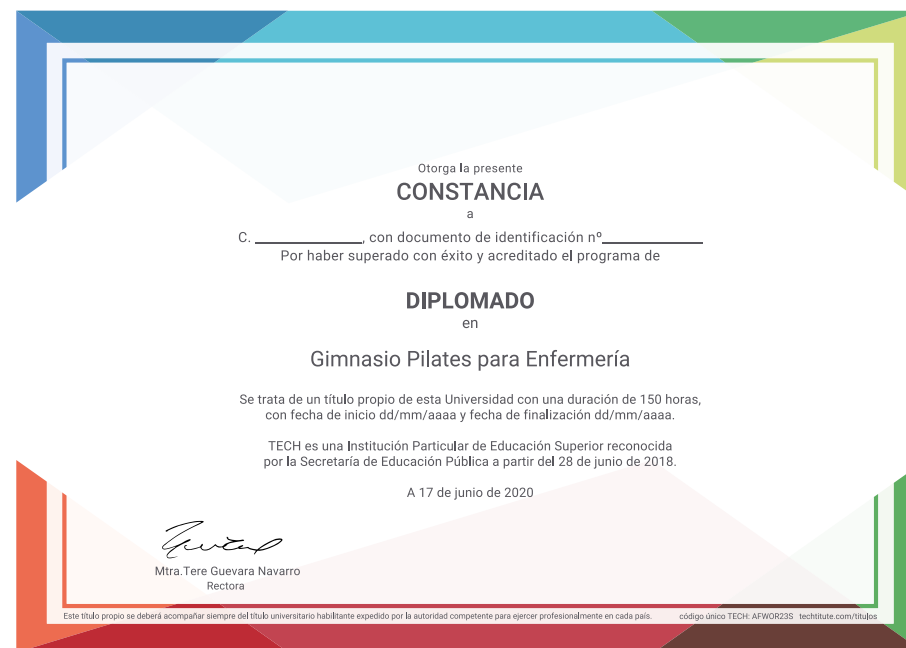 Otorga la presente
CONSTANCIA
a
C. ____________, con documento de identificación nº____________
Por haber superado con éxito y acreditado el programa de
DIPLOMADO
en
Gimnasio Pilates para Enfermería
Se trata de un título propio de esta Universidad con una duración de 150 horas,
con fecha de inicio dd/mm/aaaa y fecha de finalización dd/mm/aaaa.
TECH es una Institución Particular de Educación Superior reconocida
por la Secretaría de Educación Pública a partir del 28 de junio de 2018.
A 17 de junio de 2020
Mtra.Tere Guevara Navarro
Rectora
Este título propio se deberá acompañar siempre del título universitario habilitante expedido por la autoridad competente para ejercer profesionalmente en cada país. código único TECH: AFWOR23S techtitute.com/titulos